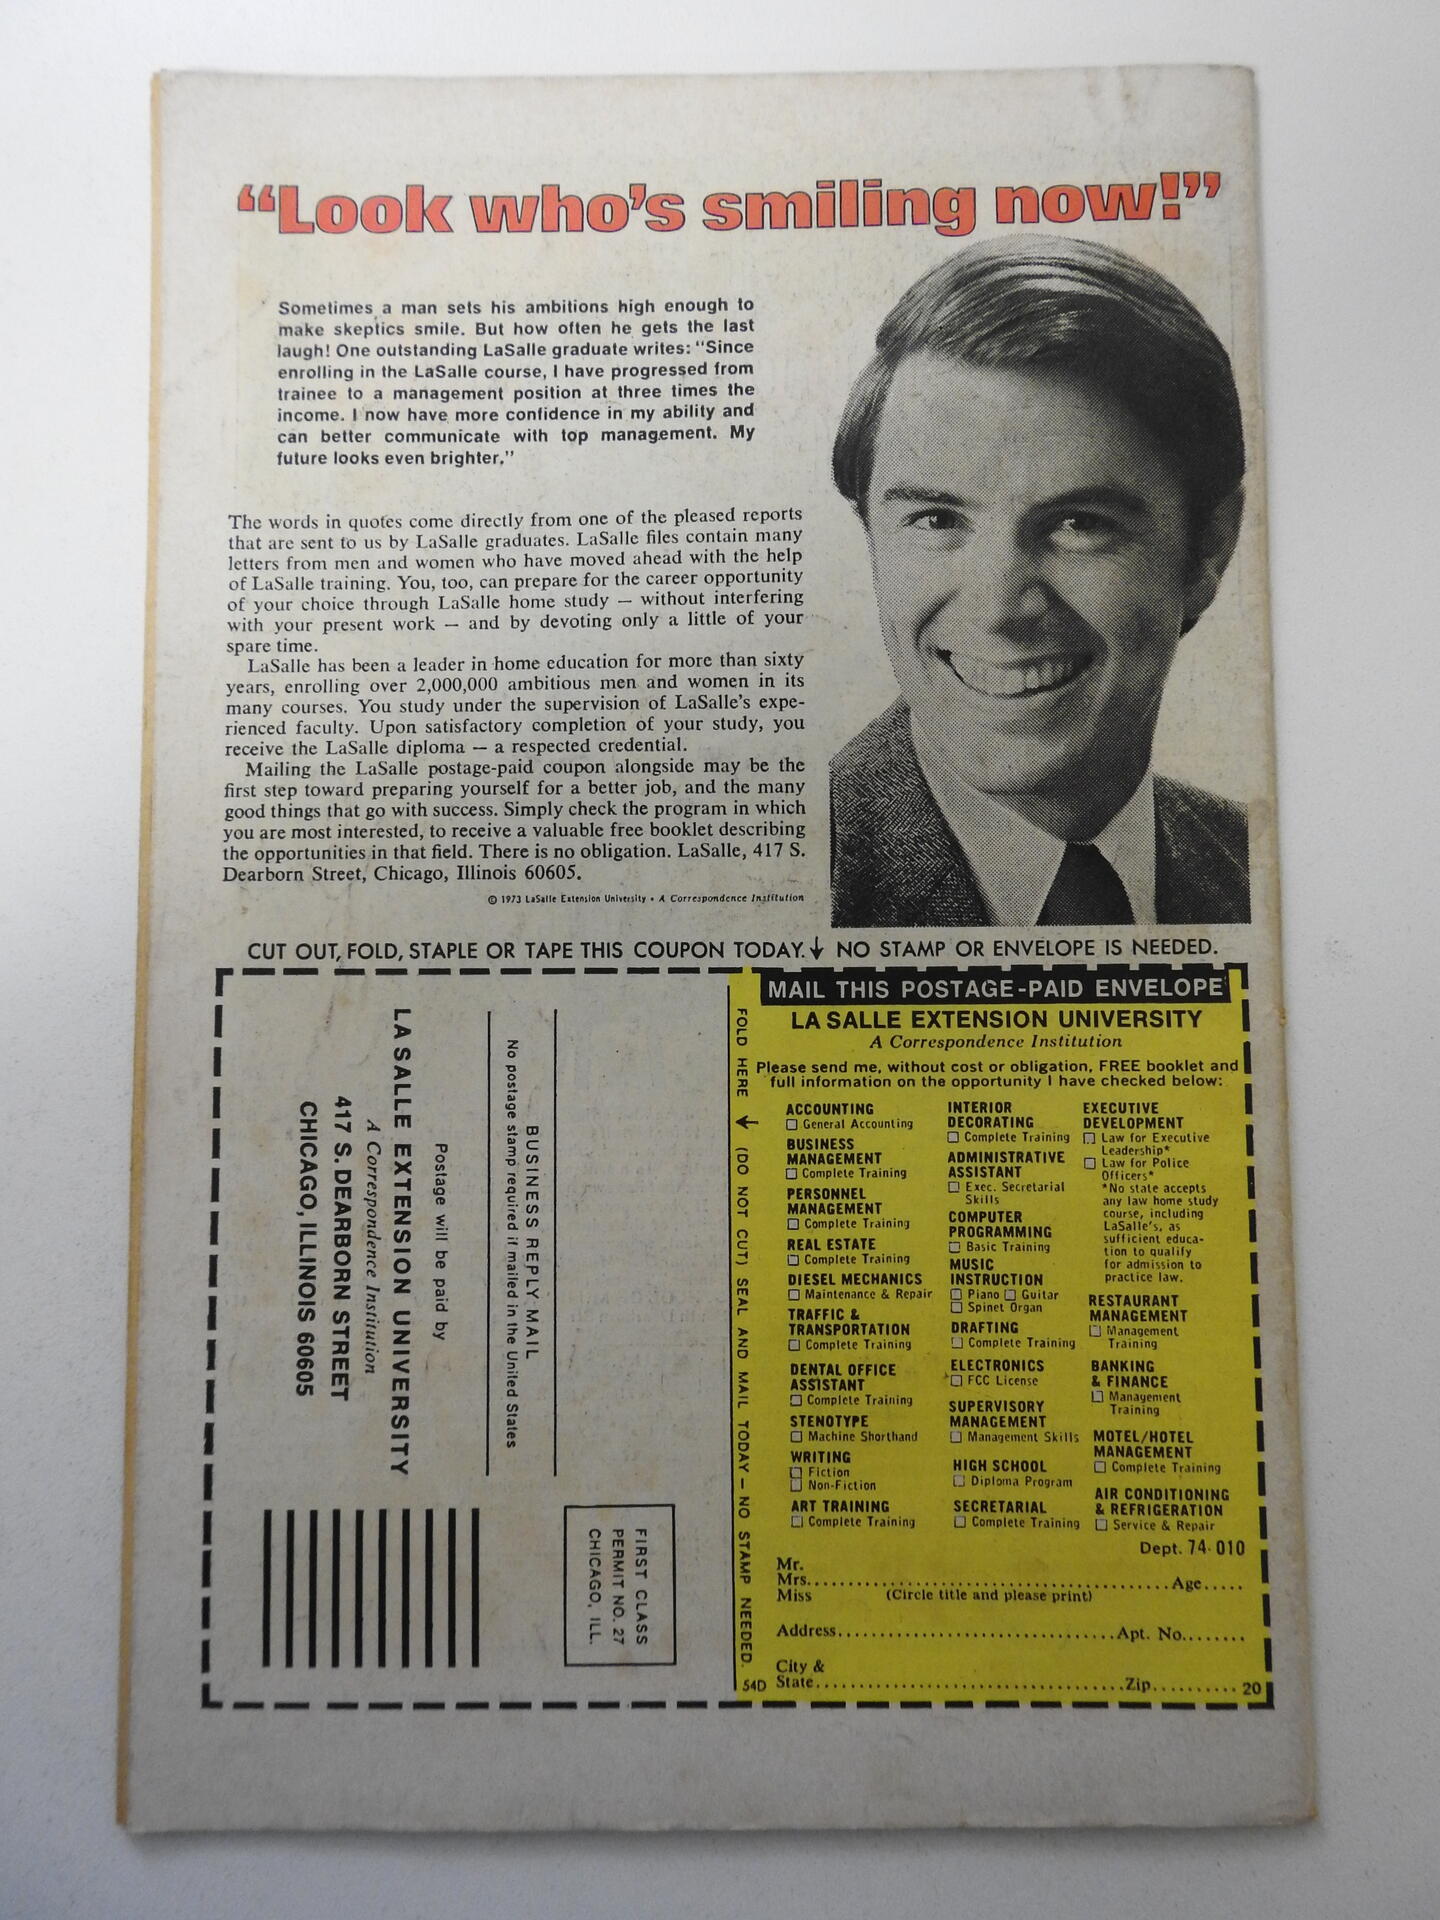 “Look who's smiling now!”
Sometimes a man sets his ambitions high enough to
make skeptics smile. But how often he gets the last
laugh! One outstanding LaSalle graduate writes: “Since
enrolling in the LaSalle course, I have progressed from
trainee to a management position at three times the
income. I now have more confidence in my ability and
can better communicate with top management. My
future looks even brighter.”
The words in quotes come directly from one of the pleased reports
that are sent to us by LaSalle graduates. LaSalle files contain many
letters from men and women who have moved ahead with the help
of LaSalle training. You, too, can prepare for the career opportunity
of your choice through LaSalle home study — without interfering
with your present work — and by devoting only a little of your
spare time.
LaSalle has been a leader in home education for more than sixty
years, enrolling over 2,000,000 ambitious men and women in its
many courses. You study under the supervision of LaSalle's expe-
rienced faculty. Upon satisfactory completion of your study, you
receive the LaSalle diploma — a respected credential.
Mailing the LaSalle postage-paid coupon alongside may be the
first step toward preparing yourself for a better job, and the many
good things that go with success. Simply check the program in which
you are most interested, to receive a valuable free booklet describing
the opportunities in that field. There is no obligation. LaSalle, 417 S.
Dearborn Street, Chicago, Illinois 60605.
© 1973 LaSalle Extension University • A Correspondence Institution
CUT OUT, FOLD, STAPLE OR TAPE THIS COUPON TODAY. ↓ NO STAMP OR ENVELOPE IS NEEDED.
FIRST CLASS
PERMIT NO. 27
CHICAGO, ILL.
BUSINESS REPLY MAIL
No postage stamp required if mailed in the United States
Postage will be paid by
LA SALLE EXTENSION UNIVERSITY
A Correspondence Institution
417 S. DEARBORN STREET
CHICAGO, ILLINOIS 60605
FOLD HERE ↓ (DO NOT CUT) SEAL AND MAIL TODAY — NO STAMP NEEDED.
MAIL THIS POSTAGE-PAID ENVELOPE
LA SALLE EXTENSION UNIVERSITY
A Correspondence Institution
Please send me, without cost or obligation, FREE booklet and
full information on the opportunity I have checked below:
ACCOUNTING
☐ General Accounting
BUSINESS
MANAGEMENT
☐ Complete Training
PERSONNEL
MANAGEMENT
☐ Complete Training
REAL ESTATE
☐ Complete Training
DIESEL MECHANICS
☐ Maintenance & Repair
TRAFFIC &
TRANSPORTATION
☐ Complete Training
DENTAL OFFICE
ASSISTANT
☐ Complete Training
STENOTYPE
☐ Machine Shorthand
WRITING
☐ Fiction
☐ Non-Fiction
ART TRAINING
☐ Complete Training
INTERIOR
DECORATING
☐ Complete Training
ADMINISTRATIVE
ASSISTANT
☐ Exec. Secretarial
Skills
COMPUTER
PROGRAMMING
☐ Basic Training
MUSIC
INSTRUCTION
☐ Piano ☐ Guitar
☐ Spinet Organ
DRAFTING
☐ Complete Training
ELECTRONICS
☐ FCC License
SUPERVISORY
MANAGEMENT
☐ Management Skills
HIGH SCHOOL
☐ Diploma Program
SECRETARIAL
☐ Complete Training
EXECUTIVE
DEVELOPMENT
☐ Law for Executive
Leadership*
☐ Law for Police
Officers*
*No state accepts
any law home study
course, including
LaSalle's, as
sufficient educa-
tion to qualify
for admission to
practice law.
RESTAURANT
MANAGEMENT
☐ Management
Training
BANKING
& FINANCE
☐ Management
Training
MOTEL/HOTEL
MANAGEMENT
☐ Complete Training
AIR CONDITIONING
& REFRIGERATION
☐ Service & Repair
Dept. 74-010
Mr.
Mrs. Age
Miss (Circle title and please print)
Address Apt. No.
City &
State Zip
54D 20